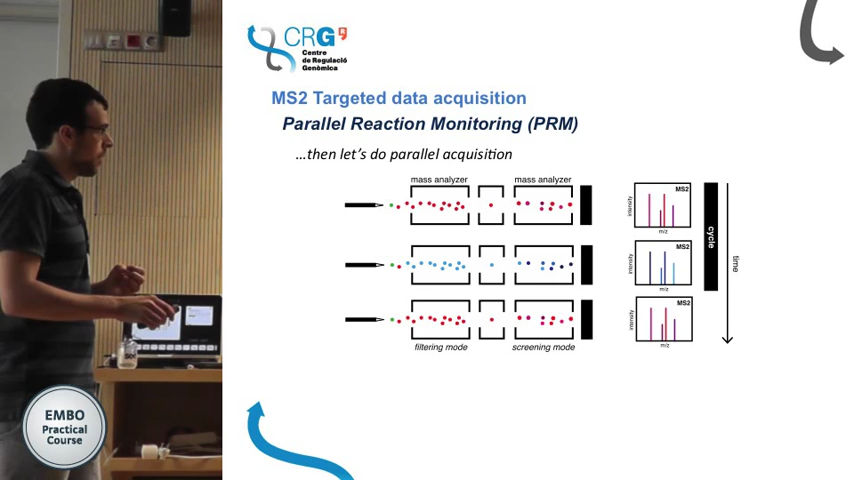 CRG
R
Centre
de Regulació
Genòmica
MS2 Targeted data acquisition
Parallel Reaction Monitoring (PRM)
…then let's do parallel acquisition
mass analyzer
mass analyzer
MS2
intensity
m/z
MS2
intensity
m/z
MS2
intensity
m/z
cycle
time
filtering mode
screening mode
EMBO
Practical
Course